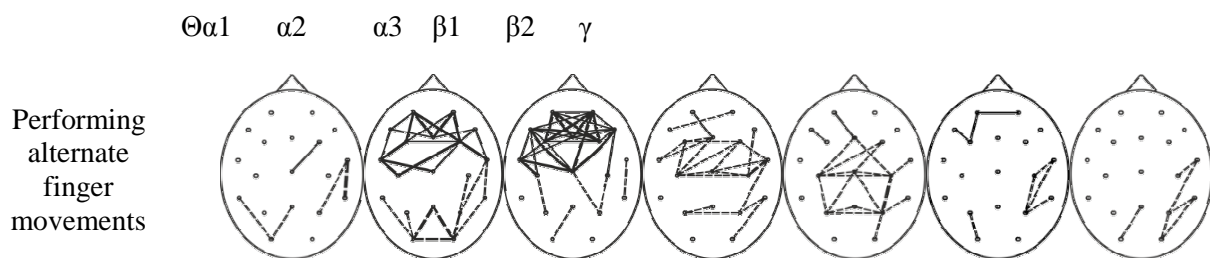 Θα1 α2 α3 β1 β2 γ
Performing
alternate
finger
movements